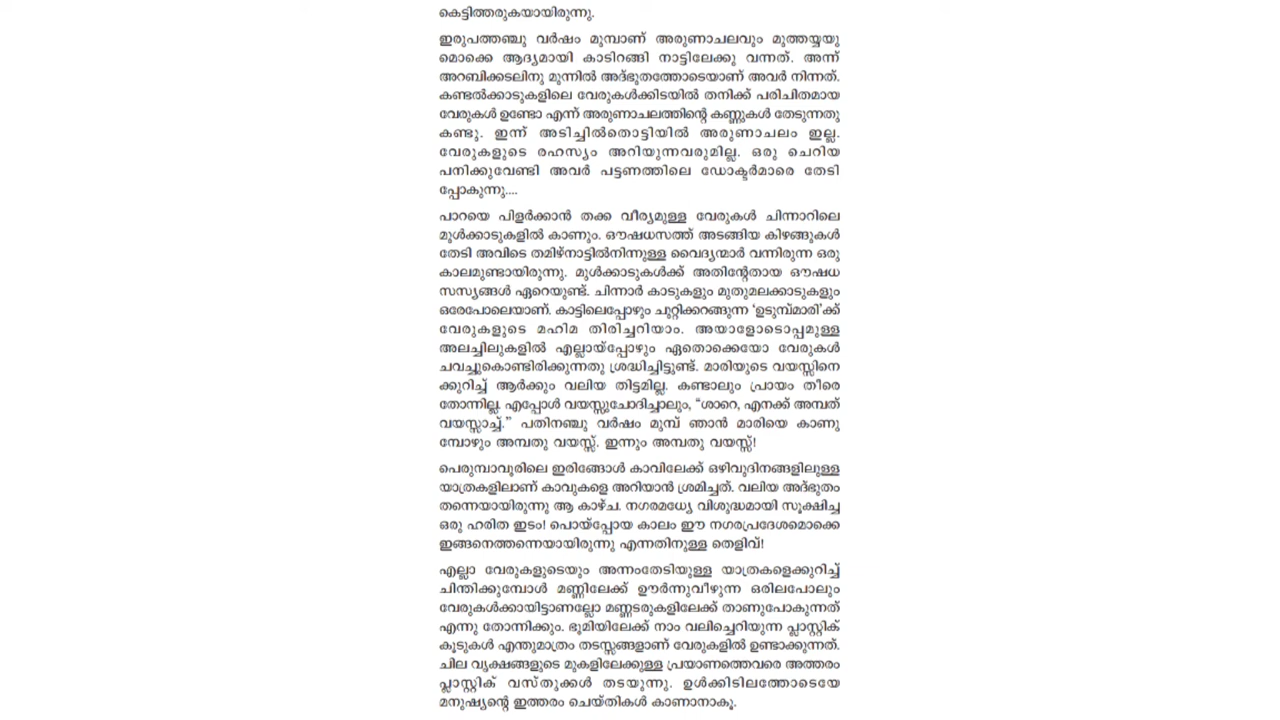 കെട്ടിത്തരുകയായിരുന്നു.
ഇരുപത്തഞ്ചു വർഷം മുമ്പാണ് അരുണാചലവും മുത്തയ്യയു
മൊക്കെ ആദ്യമായി കാടിറങ്ങി നാട്ടിലേക്കു വന്നത്. അന്ന്
അറബിക്കടലിനു മുന്നിൽ അദ്ഭുതത്തോടെയാണ് അവർ നിന്നത്.
കണ്ടൽക്കാടുകളിലെ വേരുകൾക്കിടയിൽ തനിക്ക് പരിചിതമായ
വേരുകൾ ഉണ്ടോ എന്ന് അരുണാചലത്തിന്റെ കണ്ണുകൾ തേടുന്നതു
കണ്ടു. ഇന്ന് അടിച്ചിൽതൊട്ടിയിൽ അരുണാചലം ഇല്ല.
വേരുകളുടെ രഹസ്യം അറിയുന്നവരുമില്ല. ഒരു ചെറിയ
പനിക്കുവേണ്ടി അവർ പട്ടണത്തിലെ ഡോക്ടർമാരെ തേടി
പ്പോകുന്നു....
പാറയെ പിളർക്കാൻ തക്ക വീര്യമുള്ള വേരുകൾ ചിന്നാറിലെ
മുൾക്കാടുകളിൽ കാണും. ഔഷധസത്ത് അടങ്ങിയ കിഴങ്ങുകൾ
തേടി അവിടെ തമിഴ്നാട്ടിൽനിന്നുള്ള വൈദ്യന്മാർ വന്നിരുന്ന ഒരു
കാലമുണ്ടായിരുന്നു. മുൾക്കാടുകൾക്ക് അതിന്റേതായ ഔഷധ
സസ്യങ്ങൾ ഏറെയുണ്ട്. ചിന്നാർ കാടുകളും മുതുമലക്കാടുകളും
ഒരേപോലെയാണ്. കാട്ടിലെപ്പോഴും ചുറ്റിക്കറങ്ങുന്ന ‘ഉടുമ്പ്മാരി’ക്ക്
വേരുകളുടെ മഹിമ തിരിച്ചറിയാം. അയാളോടൊപ്പമുള്ള
അലച്ചിലുകളിൽ എല്ലായ്പ്പോഴും ഏതൊക്കെയോ വേരുകൾ
ചവച്ചുകൊണ്ടിരിക്കുന്നതു ശ്രദ്ധിച്ചിട്ടുണ്ട്. മാരിയുടെ വയസ്സിനെ
ക്കുറിച്ച് ആർക്കും വലിയ തിട്ടമില്ല. കണ്ടാലും പ്രായം തീരെ
തോന്നില്ല. എപ്പോൾ വയസ്സുചോദിച്ചാലും, “ശാറെ, എനക്ക് അമ്പത്
വയസ്സാച്ച്.” പതിനഞ്ചു വർഷം മുമ്പ് ഞാൻ മാരിയെ കാണു
മ്പോഴും അമ്പതു വയസ്സ്. ഇന്നും അമ്പതു വയസ്സ്!
പെരുമ്പാവൂരിലെ ഇരിങ്ങോൾ കാവിലേക്ക് ഒഴിവുദിനങ്ങളിലുള്ള
യാത്രകളിലാണ് കാവുകളെ അറിയാൻ ശ്രമിച്ചത്. വലിയ അദ്ഭുതം
തന്നെയായിരുന്നു ആ കാഴ്ച. നഗരമധ്യേ വിശുദ്ധമായി സൂക്ഷിച്ച
ഒരു ഹരിത ഇടം! പൊയ്പ്പോയ കാലം ഈ നഗരപ്രദേശമൊക്കെ
ഇങ്ങനെത്തന്നെയായിരുന്നു എന്നതിനുള്ള തെളിവ്!
എല്ലാ വേരുകളുടെയും അന്നംതേടിയുള്ള യാത്രകളെക്കുറിച്ച്
ചിന്തിക്കുമ്പോൾ മണ്ണിലേക്ക് ഊർന്നുവീഴുന്ന ഒരിലപോലും
വേരുകൾക്കായിട്ടാണല്ലോ മണ്ണടരുകളിലേക്ക് താണുപോകുന്നത്
എന്നു തോന്നിക്കും. ഭൂമിയിലേക്ക് നാം വലിച്ചെറിയുന്ന പ്ലാസ്റ്റിക്
കൂടുകൾ എന്തുമാത്രം തടസ്സങ്ങളാണ് വേരുകളിൽ ഉണ്ടാക്കുന്നത്.
ചില വൃക്ഷങ്ങളുടെ മുകളിലേക്കുള്ള പ്രയാണത്തെവരെ അത്തരം
പ്ലാസ്റ്റിക് വസ്തുക്കൾ തടയുന്നു. ഉൾക്കിടിലത്തോടെയേ
മനുഷ്യന്റെ ഇത്തരം ചെയ്തികൾ കാണാനാകൂ.